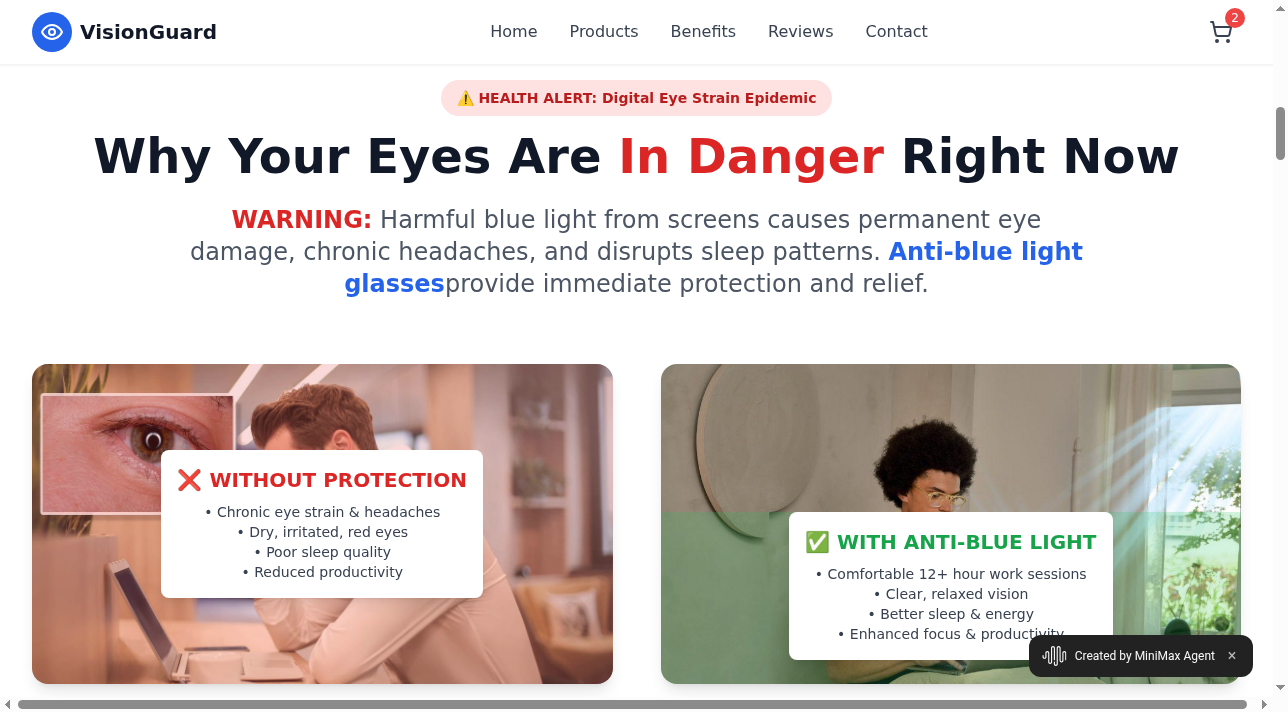 VisionGuard
Home
Products
Benefits
Reviews
Contact
2
⚠️ HEALTH ALERT: Digital Eye Strain Epidemic
Why Your Eyes Are In Danger Right Now
WARNING: Harmful blue light from screens causes permanent eye
damage, chronic headaches, and disrupts sleep patterns. Anti-blue light
glassesprovide immediate protection and relief.
❌ WITHOUT PROTECTION
• Chronic eye strain & headaches
• Dry, irritated, red eyes
• Poor sleep quality
• Reduced productivity
✅ WITH ANTI-BLUE LIGHT
• Comfortable 12+ hour work sessions
• Clear, relaxed vision
• Better sleep & energy
• Enhanced focus & productivity
Created by MiniMax Agent